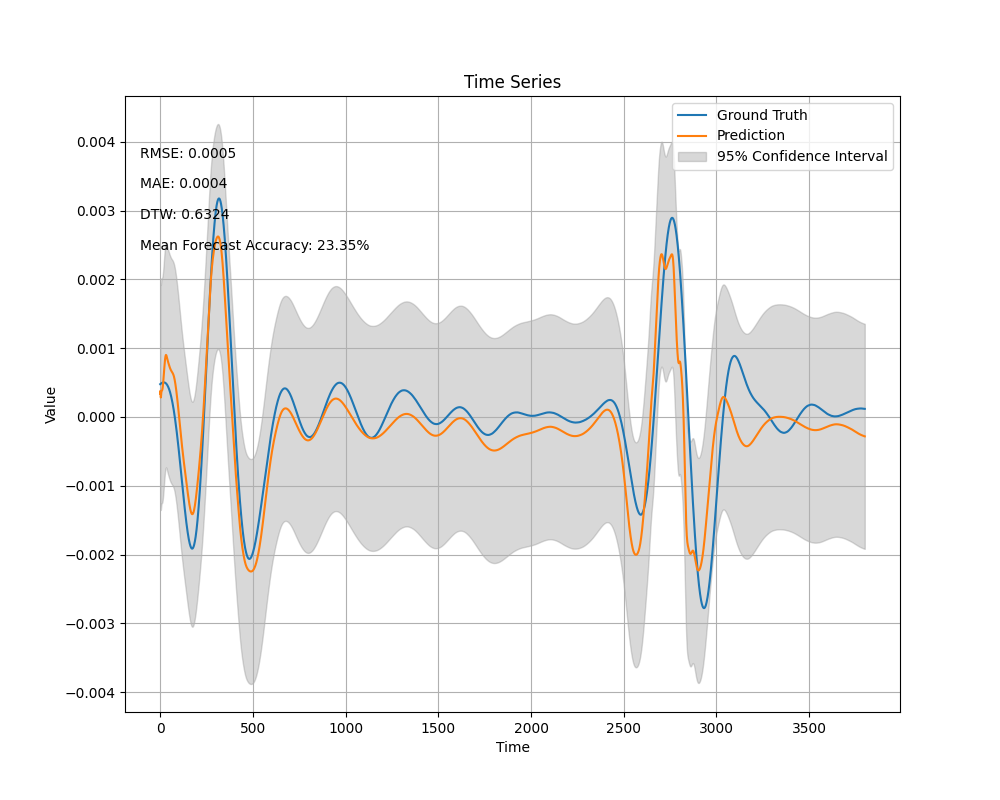 Time Series
Ground Truth
Prediction
95% Confidence Interval
RMSE: 0.0005
MAE: 0.0004
DTW: 0.6324
Mean Forecast Accuracy: 23.35%
Value
0.004
0.003
0.002
0.001
0.000
−0.001
−0.002
−0.003
−0.004
0
500
1000
1500
2000
2500
3000
3500
Time